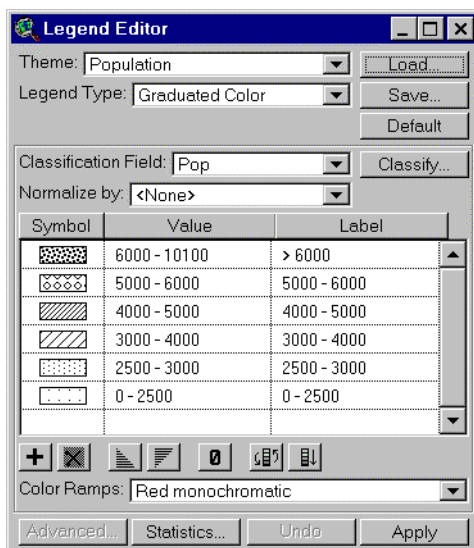 Legend Editor
Theme: Population Load...
Legend Type: Graduated Color Save...
Default
Classification Field: Pop Classify...
Normalize by: <None>
Symbol Value Label
6000 - 10100 > 6000
5000 - 6000 5000 - 6000
4000 - 5000 4000 - 5000
3000 - 4000 3000 - 4000
2500 - 3000 2500 - 3000
0 - 2500 0 - 2500
Color Ramps: Red monochromatic
Advanced... Statistics... Undo Apply